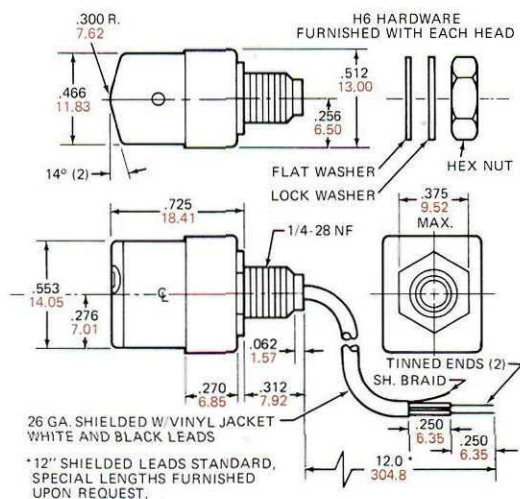 .300 R.
7.62
H6 HARDWARE
FURNISHED WITH EACH HEAD
.466
11.83
.512
13.00
.256
6.50
14° (2)
FLAT WASHER
LOCK WASHER
HEX NUT
.725
18.41
.375
9.52
MAX.
1/4-28 NF
.553
14.05
.276
7.01
℄
.062
1.57
TINNED ENDS (2)
SH. BRAID
.270
6.85
.312
7.92
.250
6.35
.250
6.35
26 GA. SHIELDED W/VINYL JACKET
WHITE AND BLACK LEADS
12.0 *
304.8
*12" SHIELDED LEADS STANDARD,
SPECIAL LENGTHS FURNISHED
UPON REQUEST.